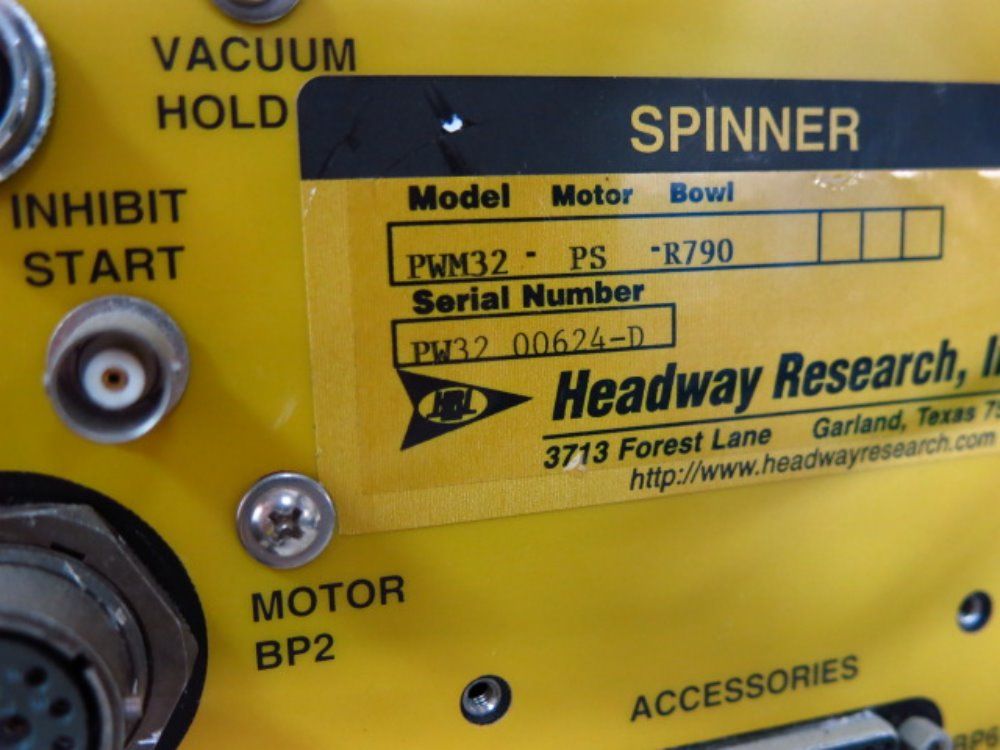 VACUUM
HOLD
INHIBIT
START
SPINNER
Model Motor Bowl
PWM32 - PS -R790
Serial Number
PW32 00624-D
Headway Research,
3713 Forest Lane Garland, Texas
http://www.headwayresearch.com
MOTOR
BP2
ACCESSORIES